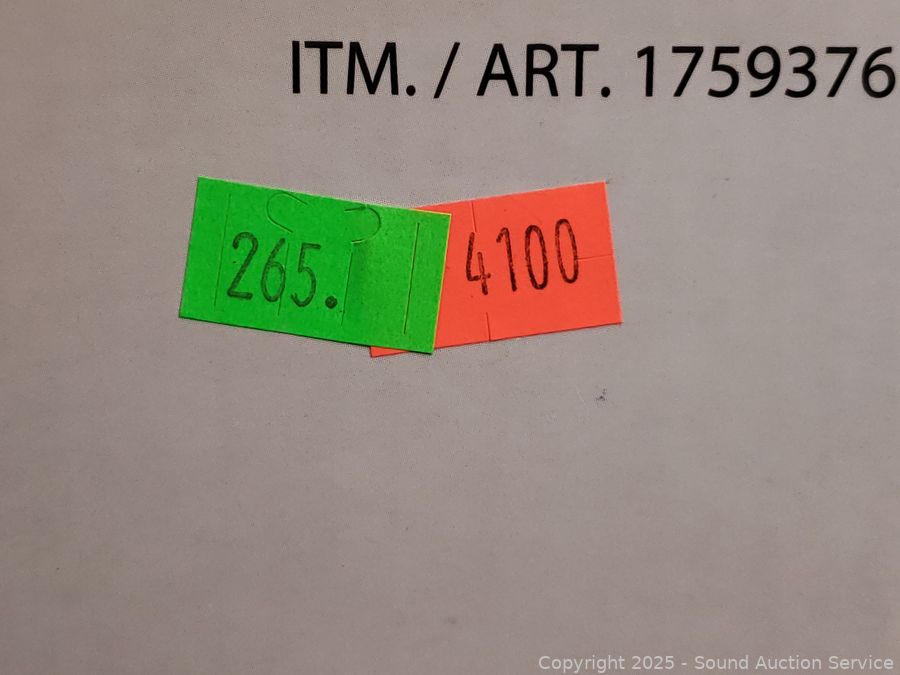 ITM. / ART. 1759376
265.
4100
Copyright 2025 - Sound Auction Service